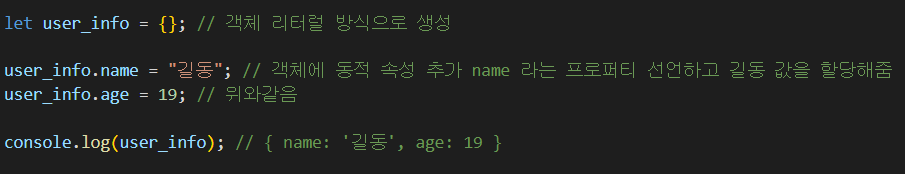 let user_info = {}; // 객체 리터럴 방식으로 생성
user_info.name = "길동"; // 객체에 동적 속성 추가 name 라는 프로퍼티 선언하고 길동 값을 할당해줌
user_info.age = 19; // 위와같음
console.log(user_info); // { name: '길동', age: 19 }